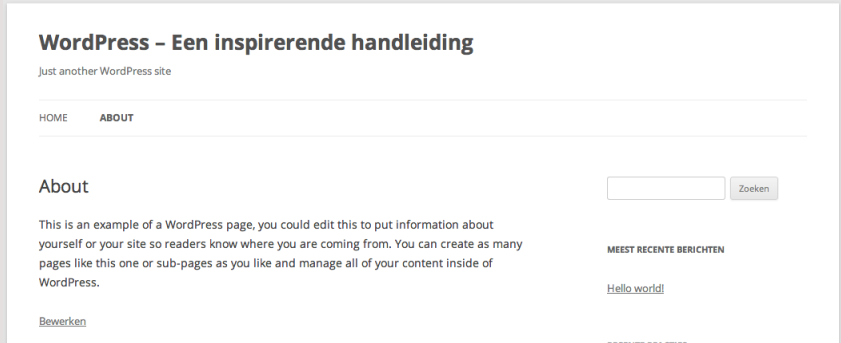 WordPress – Een inspirerende handleiding
Just another WordPress site
HOME ABOUT
About
This is an example of a WordPress page, you could edit this to put information about
yourself or your site so readers know where you are coming from. You can create as many
pages like this one or sub-pages as you like and manage all of your content inside of
WordPress.
Bewerken
Zoeken
MEEST RECENTE BERICHTEN
Hello world!